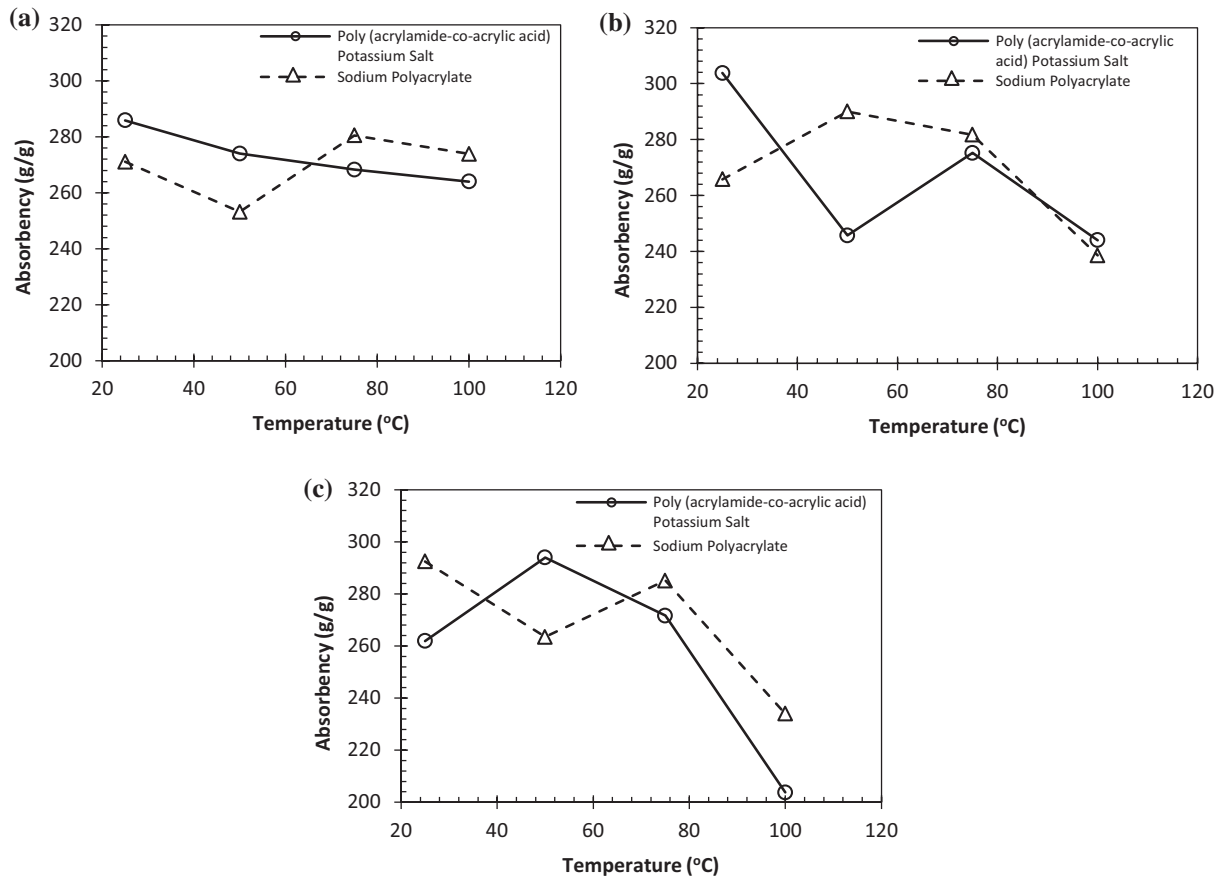 (a)
320
300
280
260
240
220
200
Absorbency (g/g)
Poly (acrylamide-co-acrylic acid)
Potassium Salt
Sodium Polyacrylate
20 40 60 80 100 120
Temperature (°C)
(b)
320
300
280
260
240
220
200
Absorbency (g/g)
Poly (acrylamide-co-acrylic
acid) Potassium Salt
Sodium Polyacrylate
20 40 60 80 100 120
Temperature (°C)
(c)
320
300
280
260
240
220
200
Absorbency (g/g)
Poly (acrylamide-co-acrylic acid)
Potassium Salt
Sodium Polyacrylate
20 40 60 80 100 120
Temperature (°C)